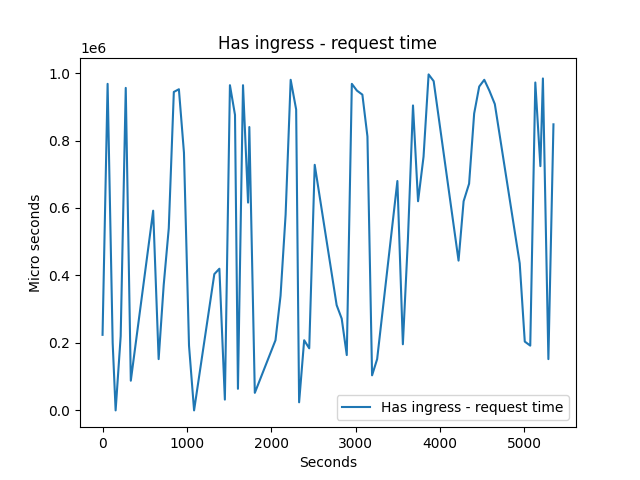 Has ingress - request time
1e6
1.0
0.8
0.6
0.4
0.2
0.0
Micro seconds
Has ingress - request time
0 1000 2000 3000 4000 5000
Seconds